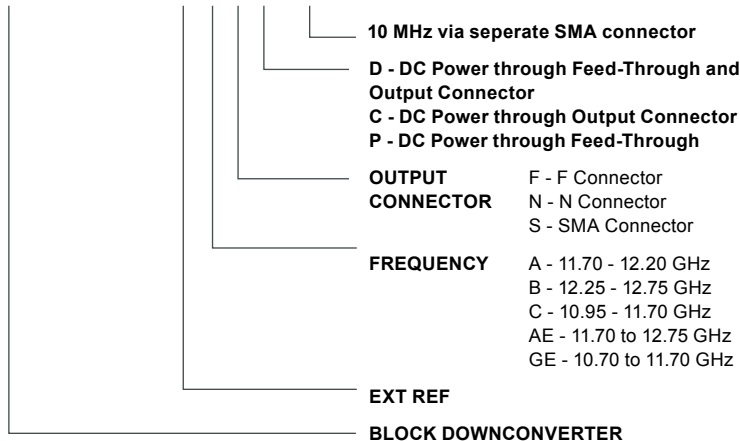 10 MHz via seperate SMA connector
D - DC Power through Feed-Through and
Output Connector
C - DC Power through Output Connector
P - DC Power through Feed-Through
OUTPUT F - F Connector
CONNECTOR N - N Connector
S - SMA Connector
FREQUENCY A - 11.70 - 12.20 GHz
B - 12.25 - 12.75 GHz
C - 10.95 - 11.70 GHz
AE - 11.70 to 12.75 GHz
GE - 10.70 to 11.70 GHz
EXT REF
BLOCK DOWNCONVERTER